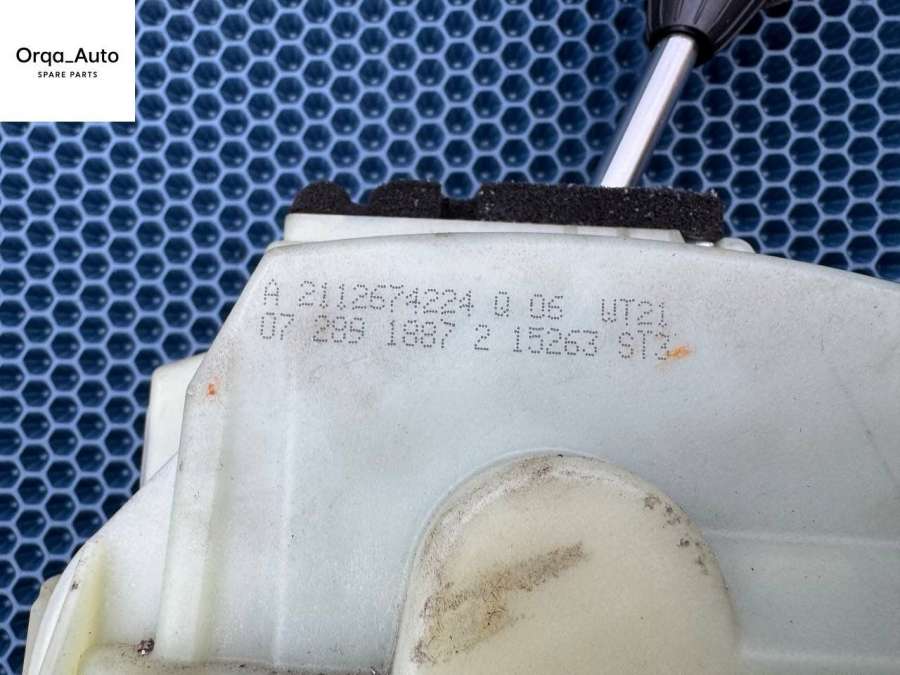 Orqa_Auto
SPARE PARTS
A 2112674224 0 06 WT21
07 289 1887 2 15263 ST3